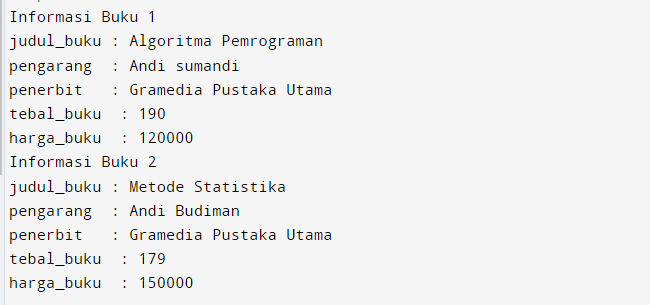 Informasi Buku 1
judul_buku : Algoritma Pemrograman
pengarang  : Andi sumandi
penerbit   : Gramedia Pustaka Utama
tebal_buku  : 190
harga_buku  : 120000
Informasi Buku 2
judul_buku : Metode Statistika
pengarang  : Andi Budiman
penerbit   : Gramedia Pustaka Utama
tebal_buku  : 179
harga_buku  : 150000